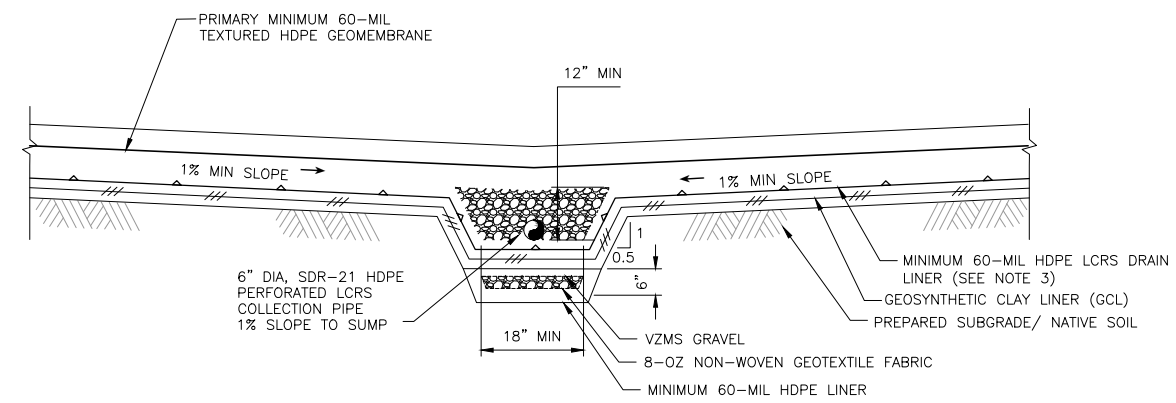 PRIMARY MINIMUM 60-MIL
TEXTURED HDPE GEOMEMBRANE
12" MIN
1% MIN SLOPE
1% MIN SLOPE
1
0.5
6"
6" DIA, SDR-21 HDPE
PERFORATED LCRS
COLLECTION PIPE
1% SLOPE TO SUMP
18" MIN
MINIMUM 60-MIL HDPE LCRS DRAIN
LINER (SEE NOTE 3)
GEOSYNTHETIC CLAY LINER (GCL)
PREPARED SUBGRADE/ NATIVE SOIL
VZMS GRAVEL
8-OZ NON-WOVEN GEOTEXTILE FABRIC
MINIMUM 60-MIL HDPE LINER